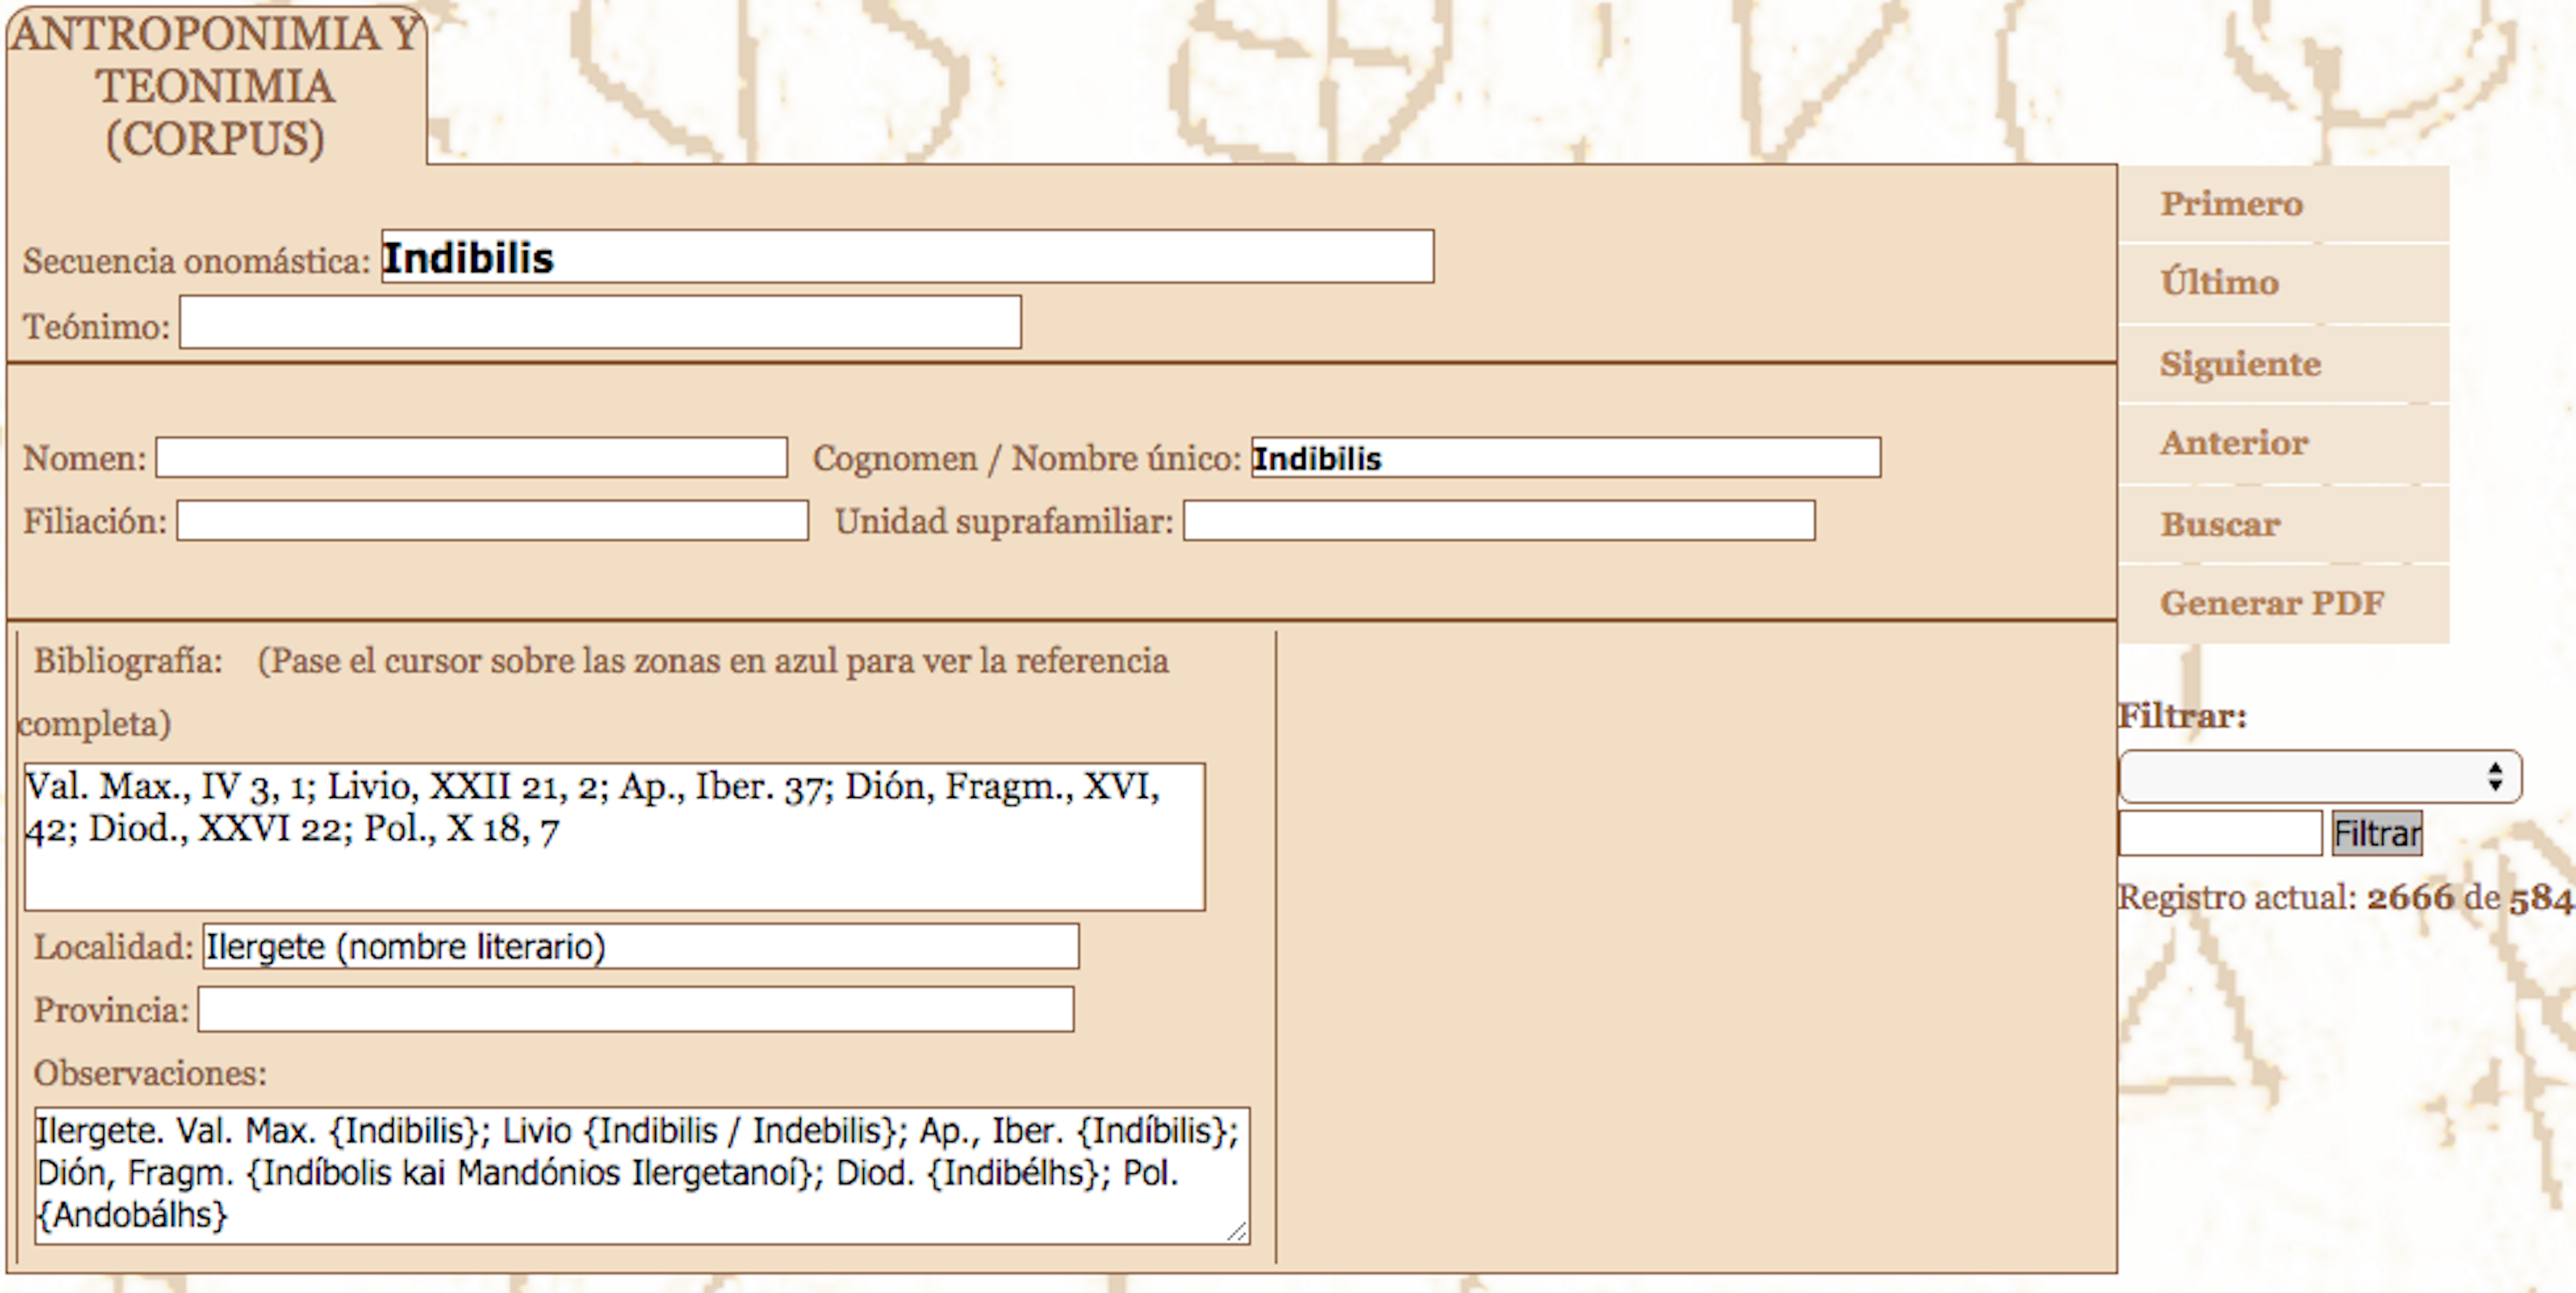 ANTROPONIMIA Y
TEONIMIA
(CORPUS)
Secuencia onomástica: Indibilis
Teónimo:
Nomen: Cognomen / Nombre único: Indibilis
Filiación: Unidad suprafamiliar:
Bibliografía: (Pase el cursor sobre las zonas en azul para ver la referencia
completa)
Val. Max., IV 3, 1; Livio, XXII 21, 2; Ap., Iber. 37; Dión, Fragm., XVI,
42; Diod., XXVI 22; Pol., X 18, 7
Localidad: Ilergete (nombre literario)
Provincia:
Observaciones:
Ilergete. Val. Max. {Indibilis}; Livio {Indibilis / Indebilis}; Ap., Iber. {Indíbilis};
Dión, Fragm. {Indíbolis kai Mandónios Ilergetanoí}; Diod. {Indibélhs}; Pol.
{Andobálhs}
Primero
Último
Siguiente
Anterior
Buscar
Generar PDF
Filtrar:
Filtrar
Registro actual: 2666 de 584